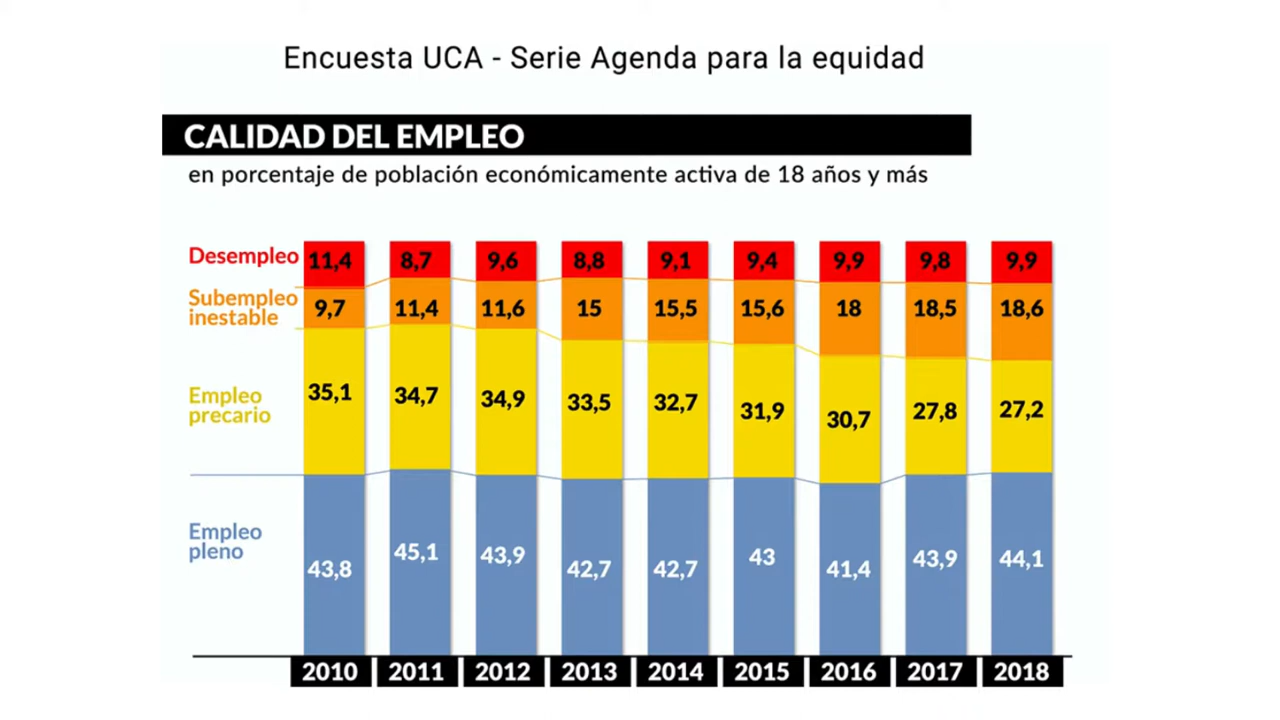 Encuesta UCA - Serie Agenda para la equidad
CALIDAD DEL EMPLEO
en porcentaje de población económicamente activa de 18 años y más
Desempleo 11,4 8,7 9,6 8,8 9,1 9,4 9,9 9,8 9,9
Subempleo
inestable 9,7 11,4 11,6 15 15,5 15,6 18 18,5 18,6
Empleo
precario 35,1 34,7 34,9 33,5 32,7 31,9 30,7 27,8 27,2
Empleo
pleno 43,8 45,1 43,9 42,7 42,7 43 41,4 43,9 44,1
2010 2011 2012 2013 2014 2015 2016 2017 2018